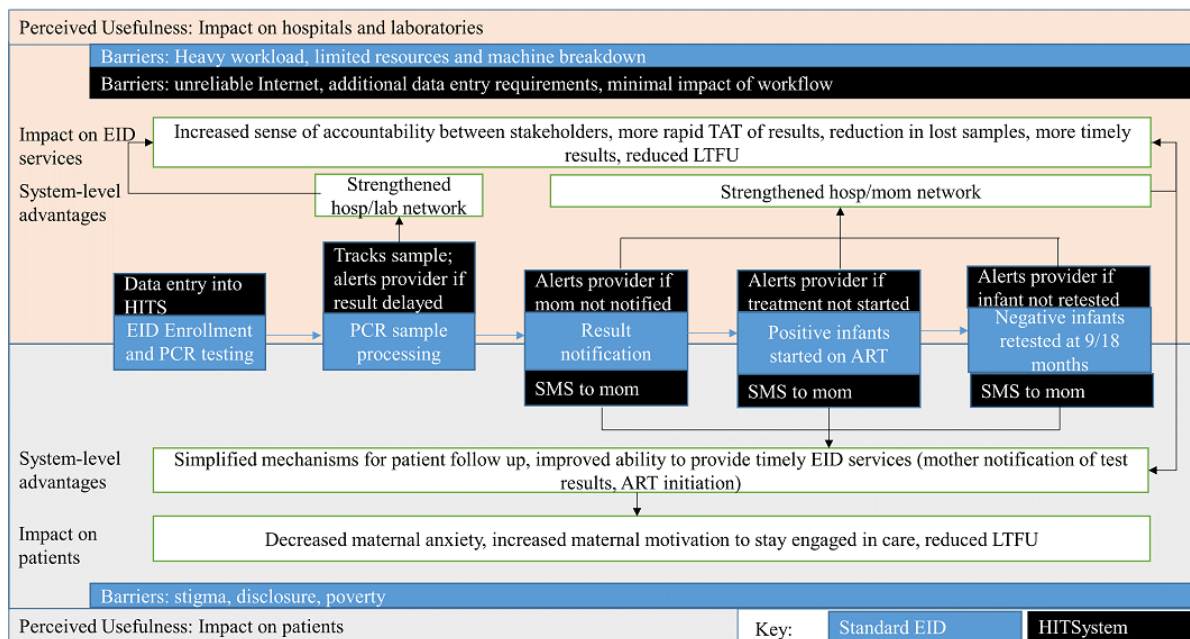 Perceived Usefulness: Impact on hospitals and laboratories
Barriers: Heavy workload, limited resources and machine breakdown
Barriers: unreliable Internet, additional data entry requirements, minimal impact of workflow
Impact on EID
services
Increased sense of accountability between stakeholders, more rapid TAT of results, reduction in lost samples, more timely
results, reduced LTFU
System-level
advantages
Strengthened
hosp/lab network
Strengthened hosp/mom network
Data entry into
HITS
Tracks sample;
alerts provider if
result delayed
Alerts provider if
mom not notified
Alerts provider if
treatment not started
Alerts provider if
infant not retested
EID Enrollment
and PCR testing
PCR sample
processing
Result
notification
Positive infants
started on ART
Negative infants
retested at 9/18
months
SMS to mom
SMS to mom
SMS to mom
System-level
advantages
Simplified mechanisms for patient follow up, improved ability to provide timely EID services (mother notification of test
results, ART initiation)
Impact on
patients
Decreased maternal anxiety, increased maternal motivation to stay engaged in care, reduced LTFU
Barriers: stigma, disclosure, poverty
Perceived Usefulness: Impact on patients
Key:
Standard EID
HITSystem